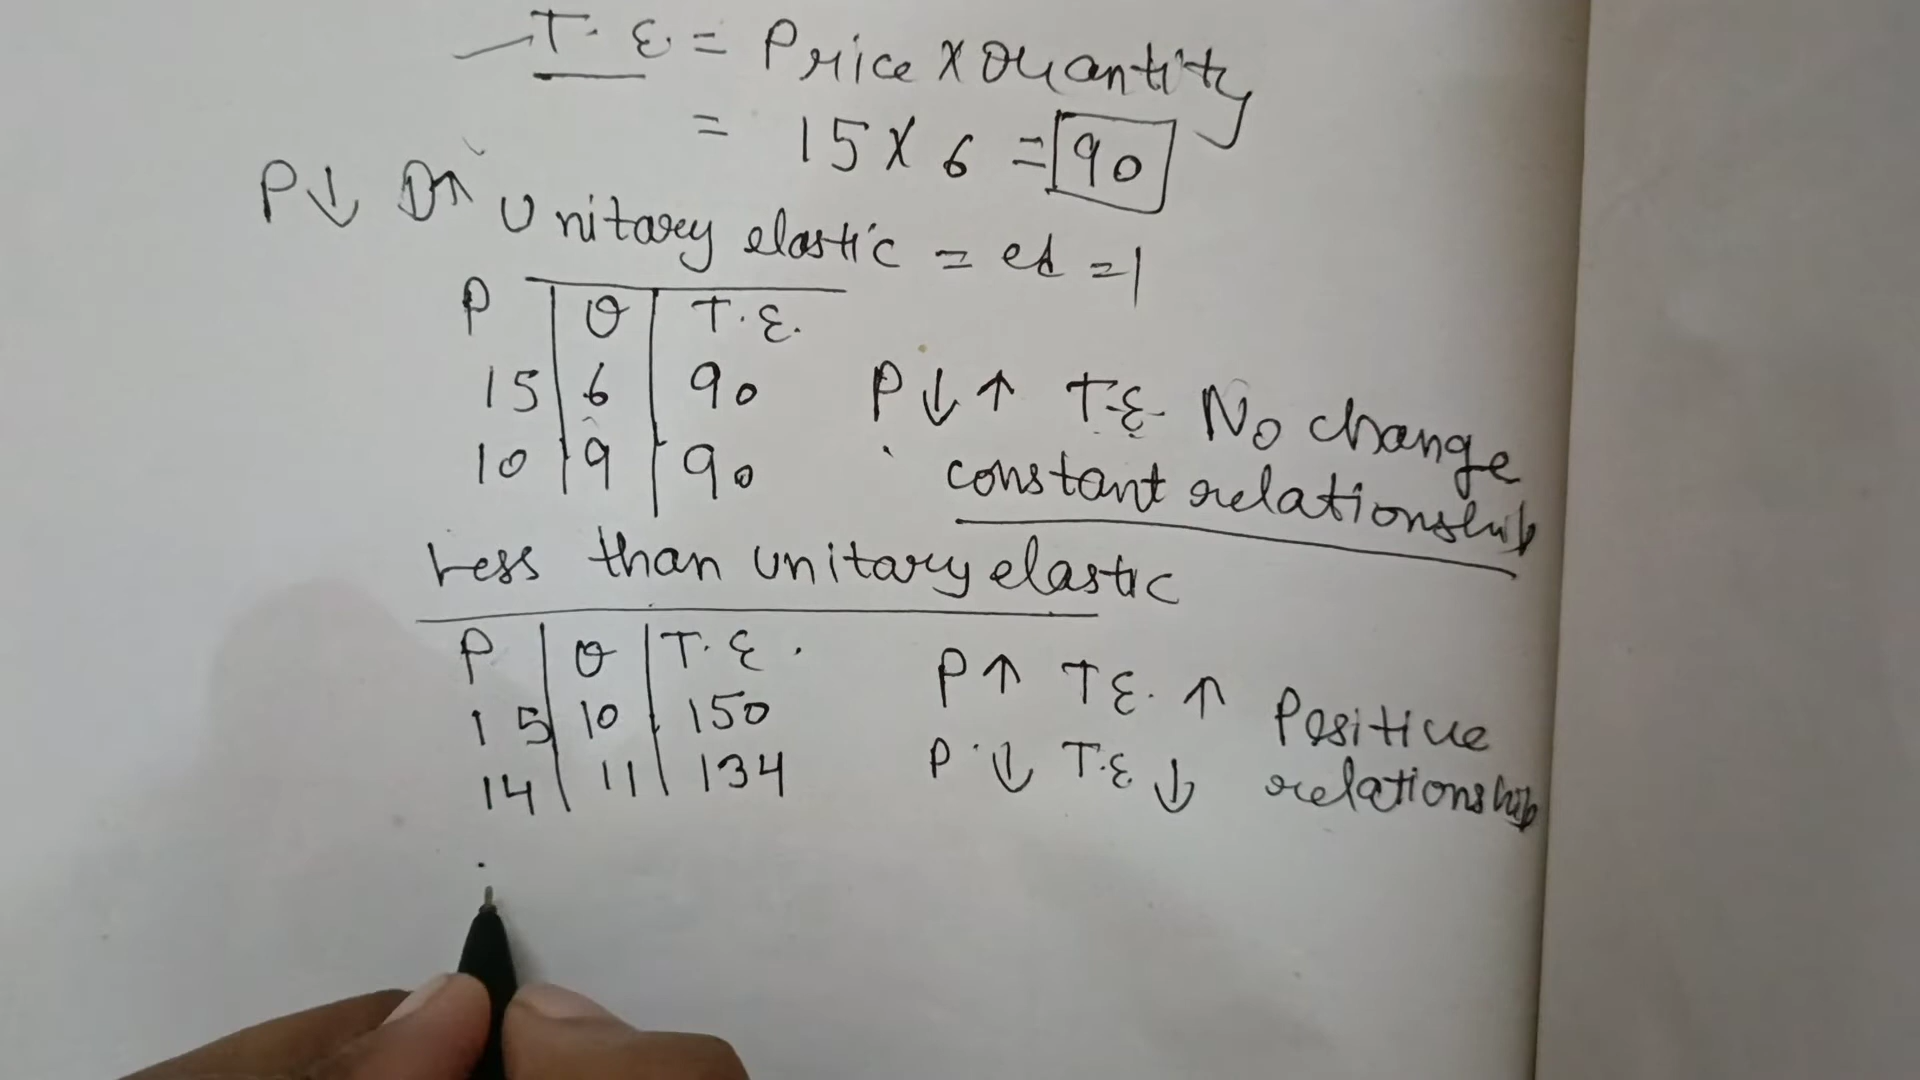 T. E. = Price X Quantity
= 15 X 6 = 90
P↓ D↑ Unitary elastic = ed = 1
P Q T.E.
15 6 90 P↓↑ T.E. No change
10 9 90 constant relationship
Less than unitary elastic
P Q T.E.
15 10 150 P↑ T.E. ↑ Positive
14 11 134 P↓ T.E ↓ relationship